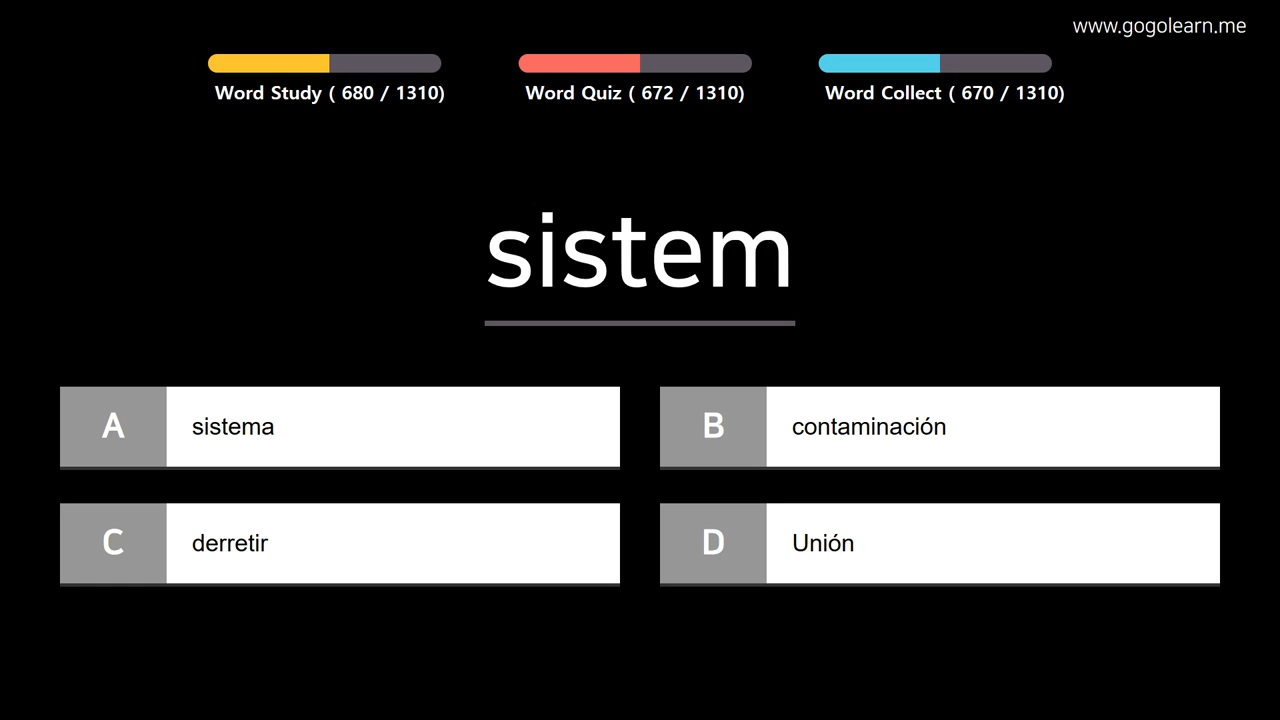 www.gogolearn.me
Word Study ( 680 / 1310)
Word Quiz ( 672 / 1310)
Word Collect ( 670 / 1310)
sistem
A sistema
B contaminación
C derretir
D Unión